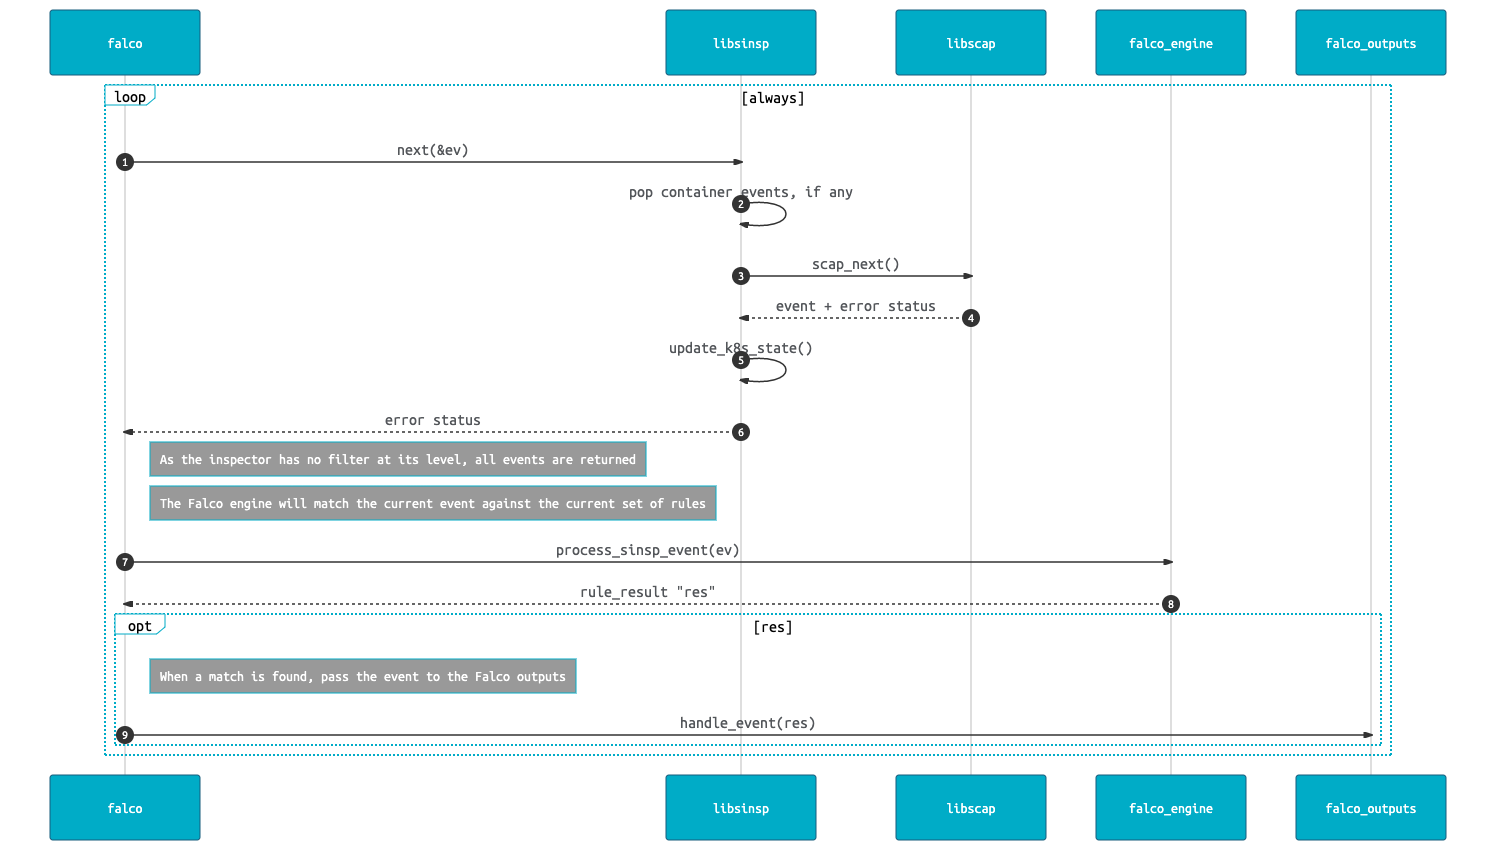 falco
libsinsp
libscap
falco_engine
falco_outputs
loop
[always]
next(&ev)
1
pop container events, if any
2
scap_next()
3
event + error status
4
update_k8s_state()
5
error status
6
As the inspector has no filter at its level, all events are returned
The Falco engine will match the current event against the current set of rules
process_sinsp_event(ev)
7
rule_result "res"
8
opt
[res]
When a match is found, pass the event to the Falco outputs
handle_event(res)
9
falco
libsinsp
libscap
falco_engine
falco_outputs